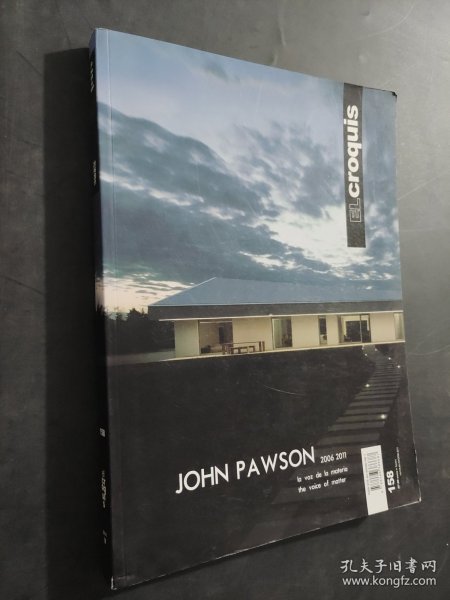 EL croquis
JOHN PAWSON 2006 2011
la voz de la materia
the voice of matter
158
孔夫子旧书网
www.kongfz.com